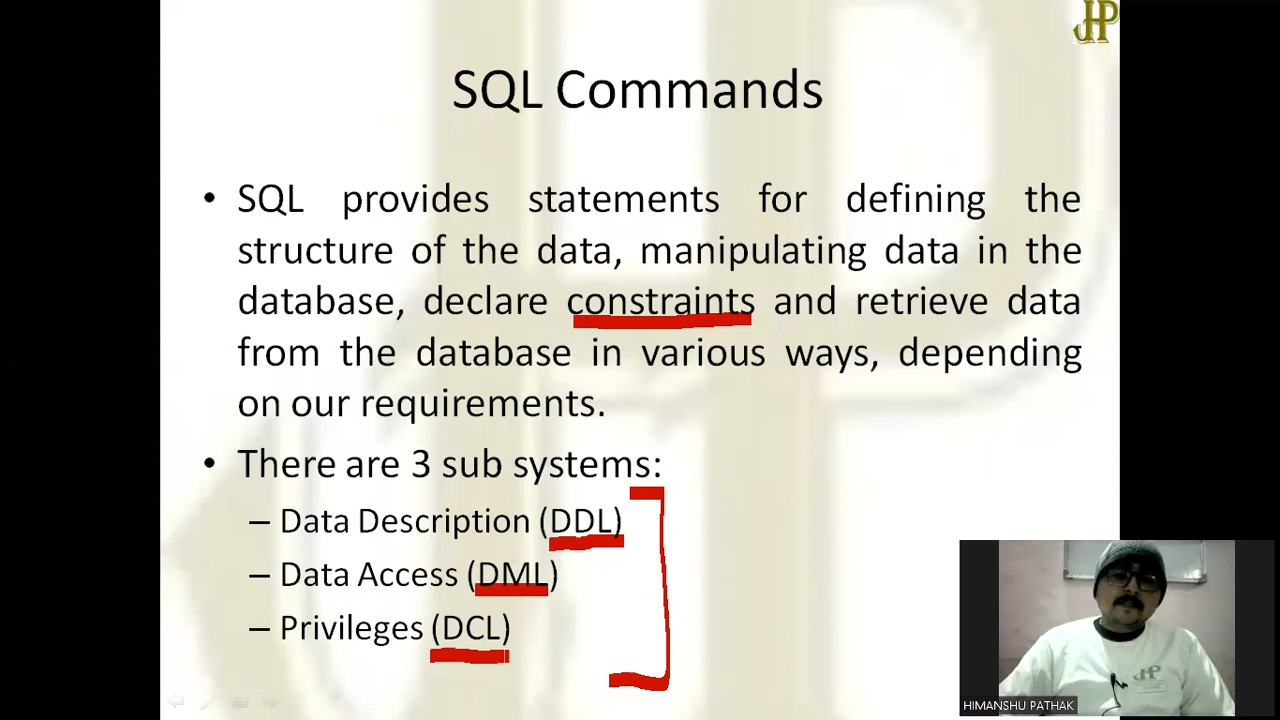 JHP
SQL Commands
• SQL provides statements for defining the
structure of the data, manipulating data in the
database, declare constraints and retrieve data
from the database in various ways, depending
on our requirements.
• There are 3 sub systems:
– Data Description (DDL)
– Data Access (DML)
– Privileges (DCL)
JHP
HIMANSHU PATHAK